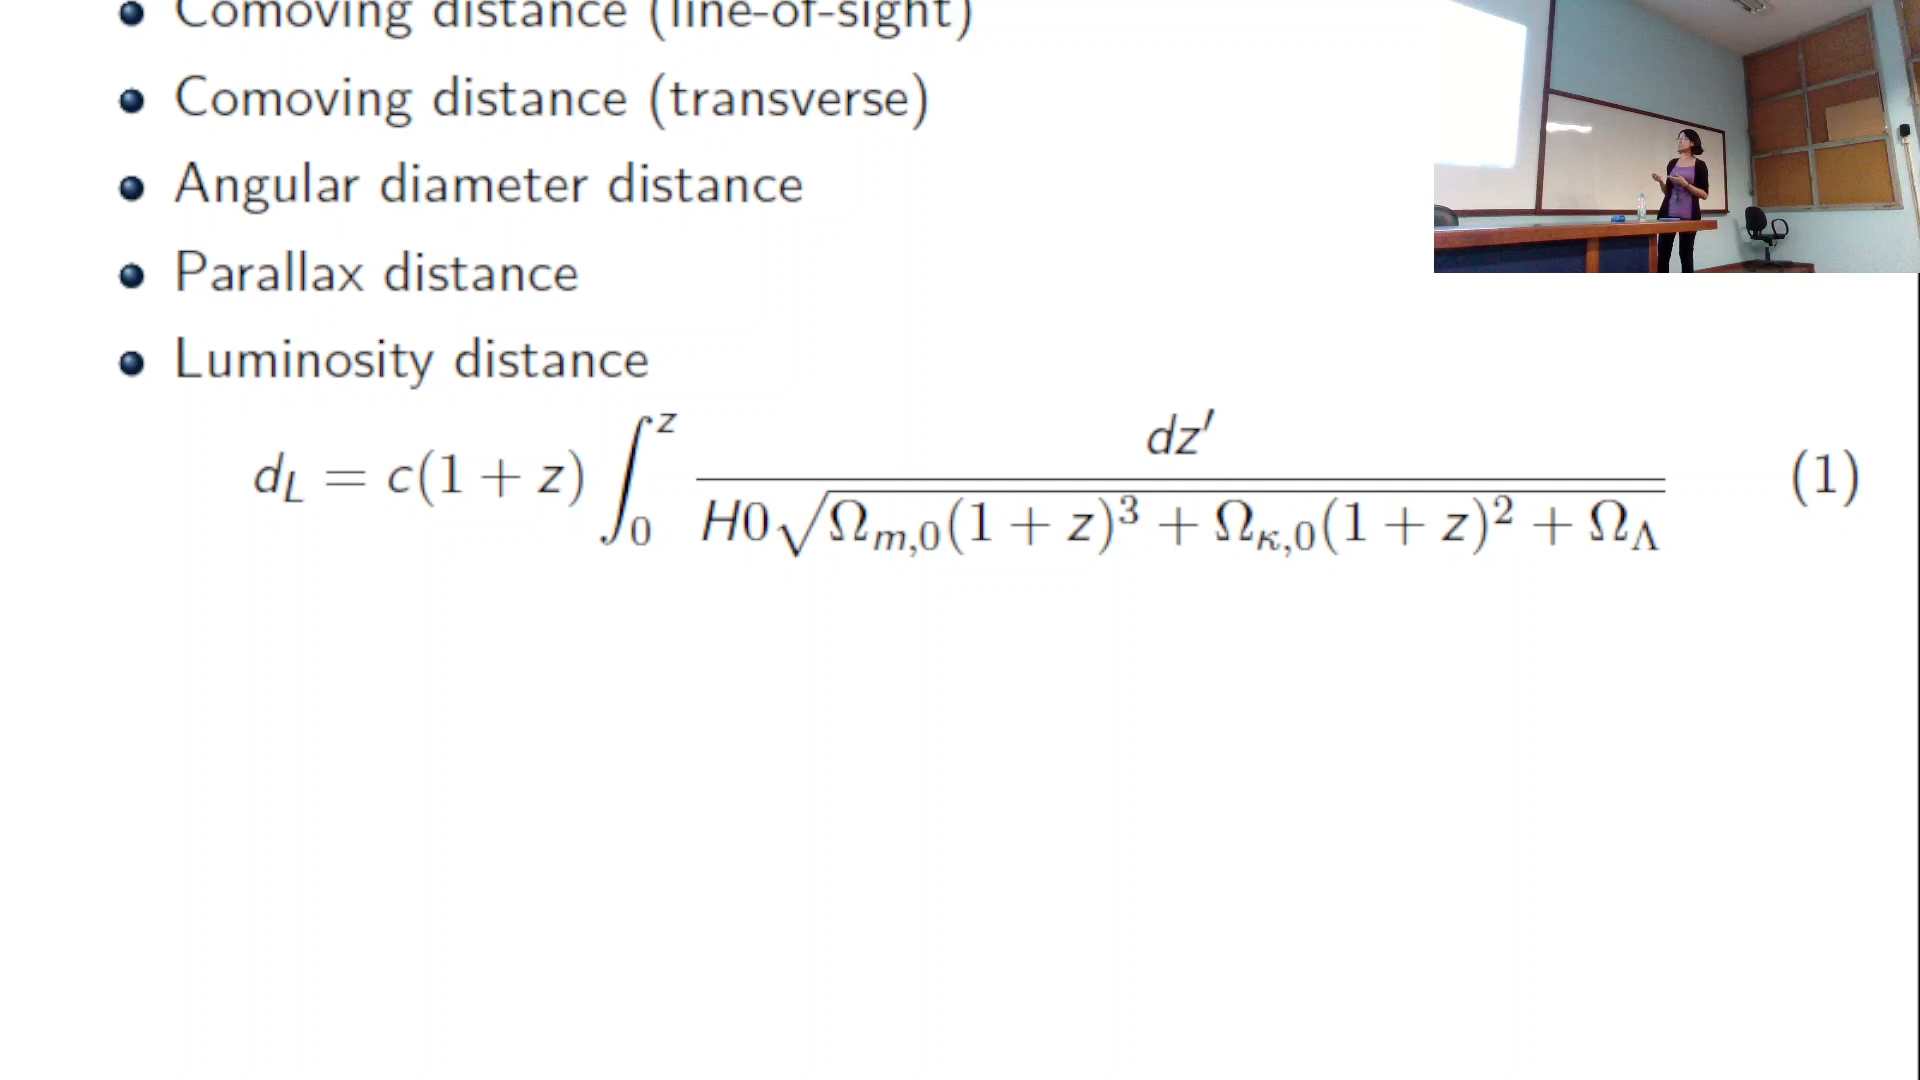 Comoving distance (line-of-sight)
Comoving distance (transverse)
Angular diameter distance
Parallax distance
Luminosity distance
d_L = c(1 + z) ∫_0^z dz′ / H0√(Ω_{m,0}(1 + z)^3 + Ω_{κ,0}(1 + z)^2 + Ω_Λ) (1)